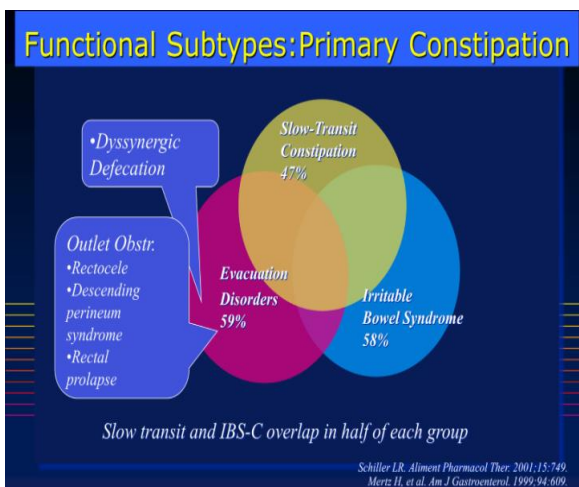 Functional Subtypes:Primary Constipation
•Dyssynergic
Defecation
Slow-Transit
Constipation
47%
Outlet Obstr.
•Rectocele
•Descending
perineum
syndrome
•Rectal
prolapse
Evacuation
Disorders
59%
Irritable
Bowel Syndrome
58%
Slow transit and IBS-C overlap in half of each group
Schiller LR. Aliment Pharmacol Ther. 2001;15:749.
Mertz H, et al. Am J Gastroenterol. 1999;94:609.